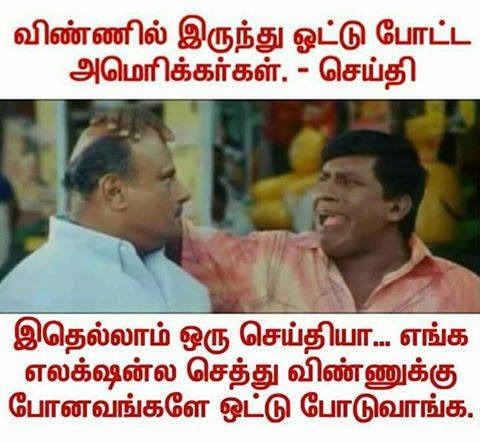 விண்ணில் இருந்து ஓட்டு போட்ட
அமெரிக்கர்கள். - செய்தி
இதெல்லாம் ஒரு செய்தியா... எங்க
எலக்‌ஷன்ல செத்து விண்ணுக்கு
போனவங்களே ஓட்டு போடுவாங்க.